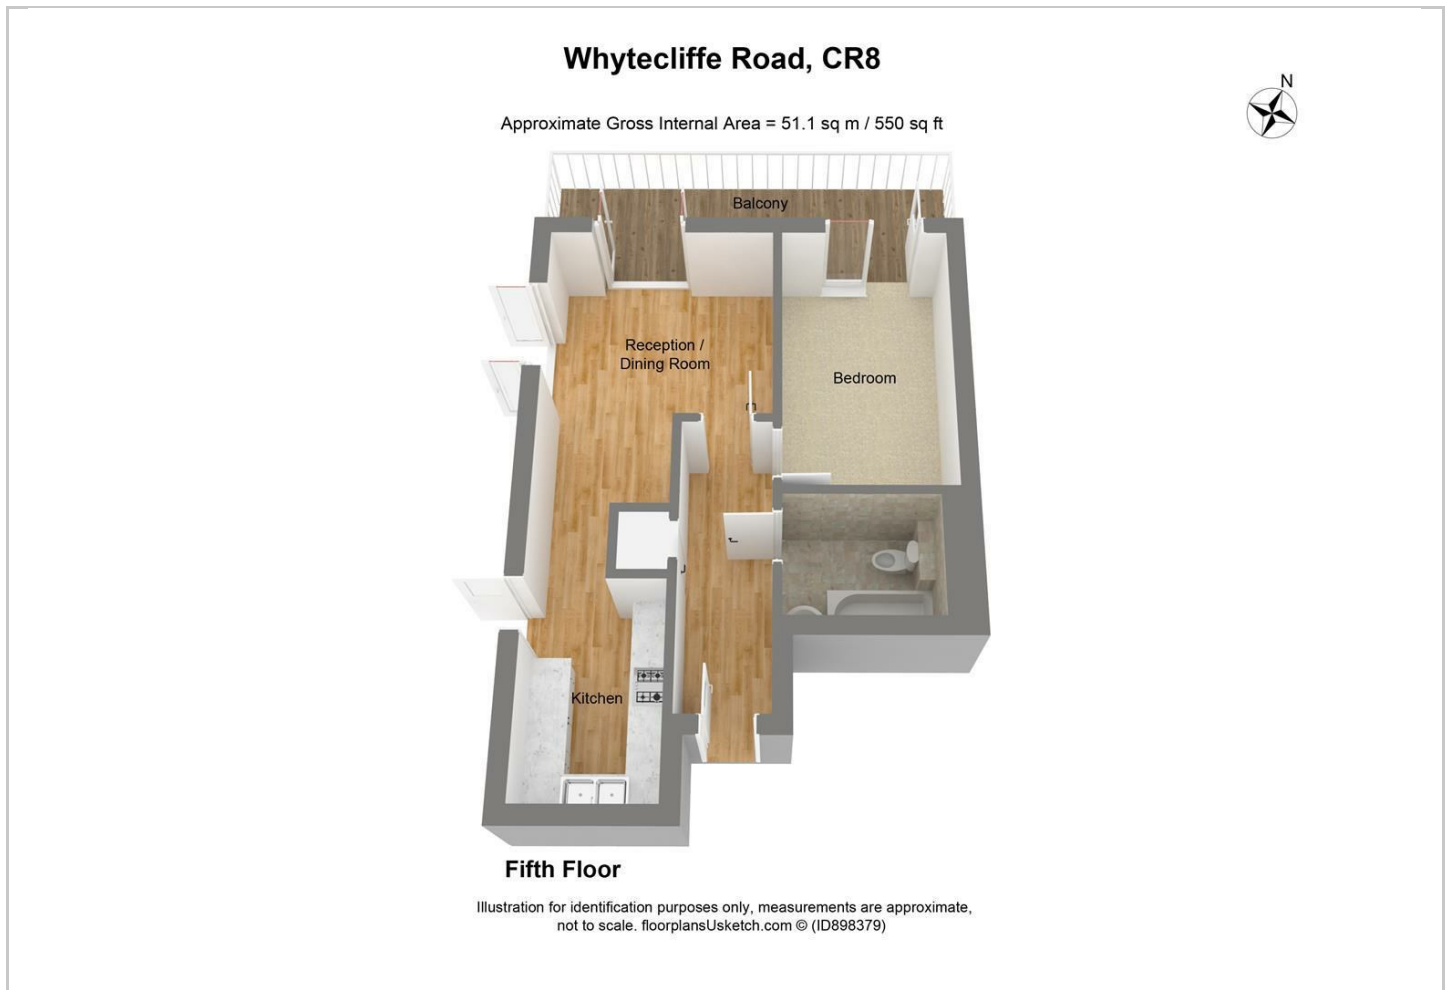 Whytecliffe Road, CR8
N
Approximate Gross Internal Area = 51.1 sq m / 550 sq ft
Balcony
Reception /
Dining Room
Bedroom
Kitchen
Fifth Floor
Illustration for identification purposes only, measurements are approximate,
not to scale. floorplansUsketch.com © (ID898379)